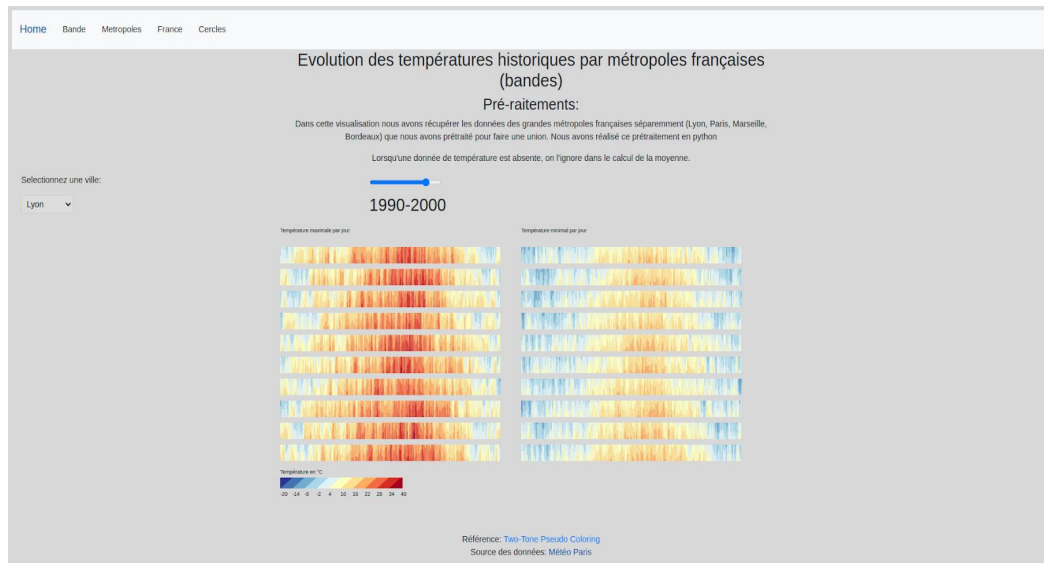 Home Bande Metropoles France Cercles
Evolution des températures historiques par métropoles françaises
(bandes)
Pré-raitements:
Dans cette visualisation nous avons récupérer les données des grandes métropoles françaises séparemment (Lyon, Paris, Marseille,
Bordeaux) que nous avons prétraité pour faire une union. Nous avons réalisé ce prétraitement en python
Lorsqu'une donnée de température est absente, on l'ignore dans le calcul de la moyenne.
Selectionnez une ville:
Lyon
1990-2000
Température maximale par jour
Température minimal par jour
Température en °C
-20 -14 -8 -2 4 10 16 22 28 34 40
Référence: Two-Tone Pseudo Coloring
Source des données: Météo Paris